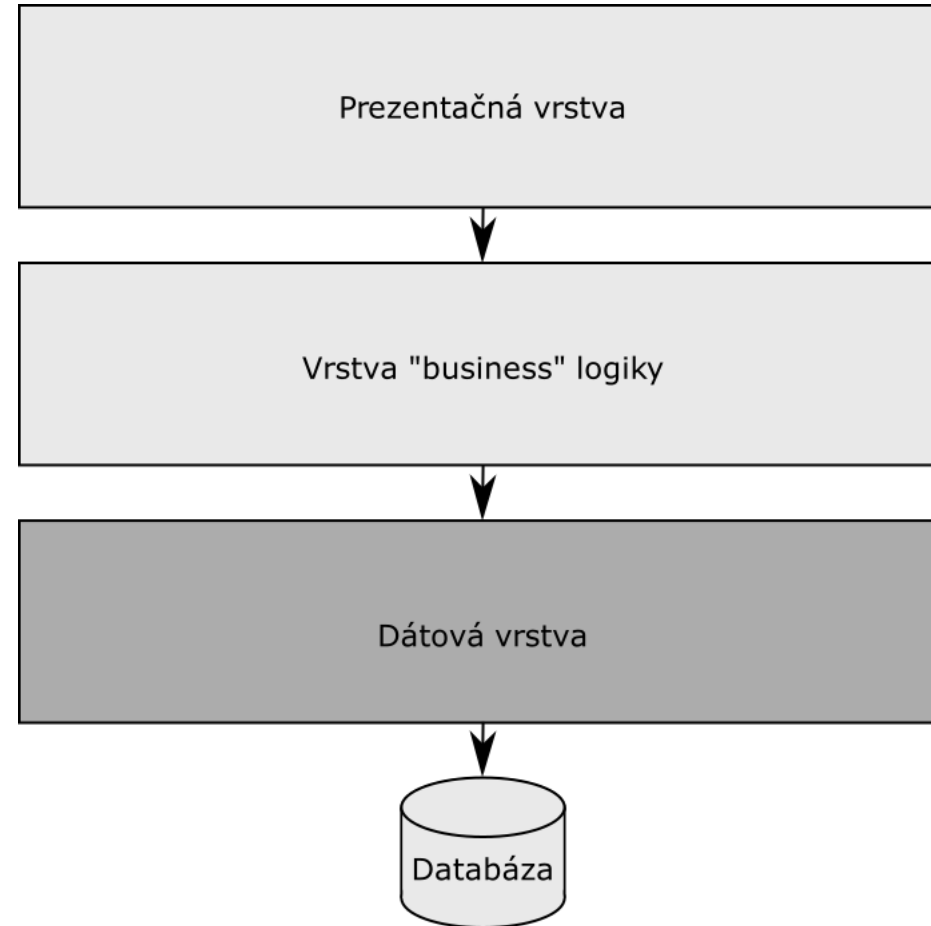 Prezentačná vrstva
Vrstva "business" logiky
Dátová vrstva
Databáza